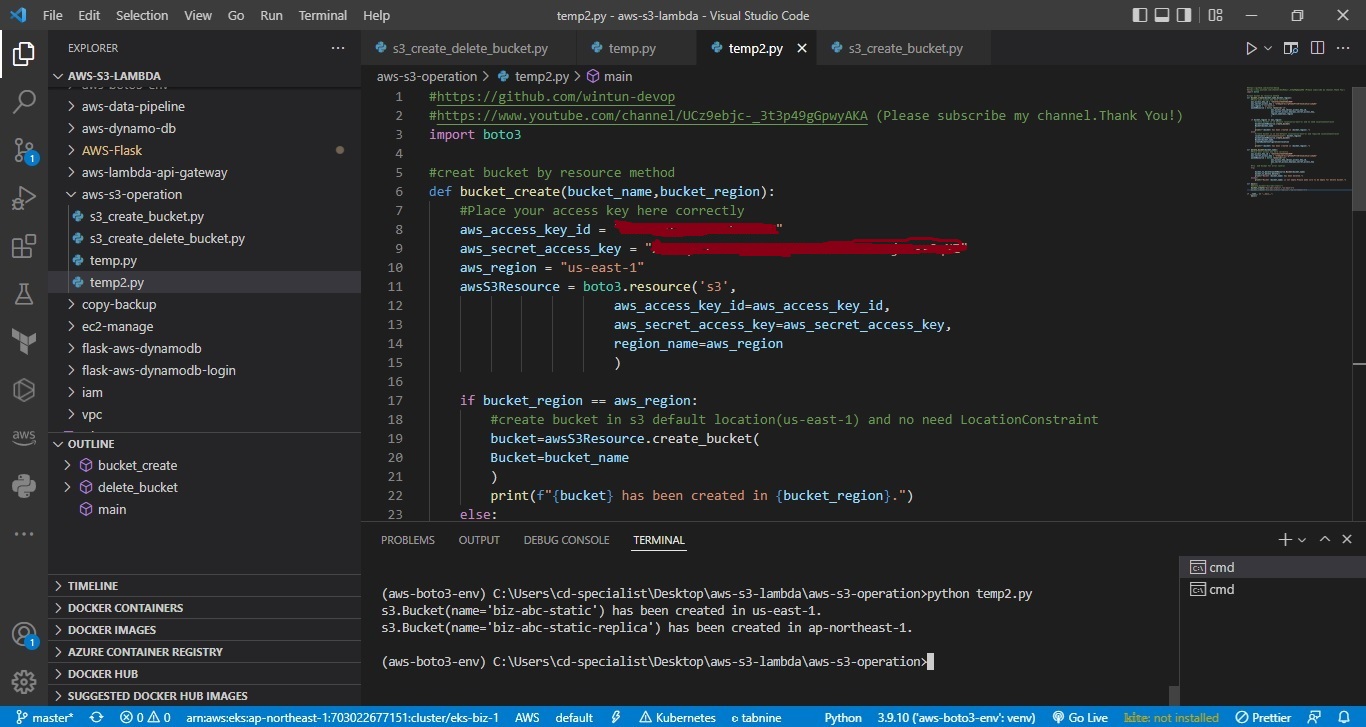 File Edit Selection View Go Run Terminal Help temp2.py - aws-s3-lambda - Visual Studio Code
EXPLORER
AWS-S3-LAMBDA
aws-boto3-env
aws-data-pipeline
aws-dynamo-db
AWS-Flask
aws-lambda-api-gateway
aws-s3-operation
s3_create_bucket.py
s3_create_delete_bucket.py
temp.py
temp2.py
copy-backup
ec2-manage
flask-aws-dynamodb
flask-aws-dynamodb-login
iam
vpc
OUTLINE
bucket_create
delete_bucket
main
TIMELINE
DOCKER CONTAINERS
DOCKER IMAGES
AZURE CONTAINER REGISTRY
DOCKER HUB
SUGGESTED DOCKER HUB IMAGES
1
aws
1
s3_create_delete_bucket.py temp.py temp2.py s3_create_bucket.py
aws-s3-operation > temp2.py > main
1 #https://github.com/wintun-devop
2 #https://www.youtube.com/channel/UCz9ebjc-_3t3p49gGpwyAKA (Please subscribe my channel.Thank You!)
3 import boto3
4
5 #creat bucket by resource method
6 def bucket_create(bucket_name,bucket_region):
7 #Place your access key here correctly
8 aws_access_key_id = "
9 aws_secret_access_key = "
10 aws_region = "us-east-1"
11 awsS3Resource = boto3.resource('s3',
12 aws_access_key_id=aws_access_key_id,
13 aws_secret_access_key=aws_secret_access_key,
14 region_name=aws_region
15 )
16
17 if bucket_region == aws_region:
18 #create bucket in s3 default location(us-east-1) and no need LocationConstraint
19 bucket=awsS3Resource.create_bucket(
20 Bucket=bucket_name
21 )
22 print(f"{bucket} has been created in {bucket_region}.")
23 else:
PROBLEMS OUTPUT DEBUG CONSOLE TERMINAL
(aws-boto3-env) C:\Users\cd-specialist\Desktop\aws-s3-lambda\aws-s3-operation>python temp2.py
s3.Bucket(name='biz-abc-static') has been created in us-east-1.
s3.Bucket(name='biz-abc-static-replica') has been created in ap-northeast-1.
(aws-boto3-env) C:\Users\cd-specialist\Desktop\aws-s3-lambda\aws-s3-operation>
cmd
cmd
master* 0 0 arn:aws:eks:ap-northeast-1:703022677151:cluster/eks-biz-1 AWS default Kubernetes tabnine Python 3.9.10 ('aws-boto3-env': venv) Go Live kite: not installed Prettier